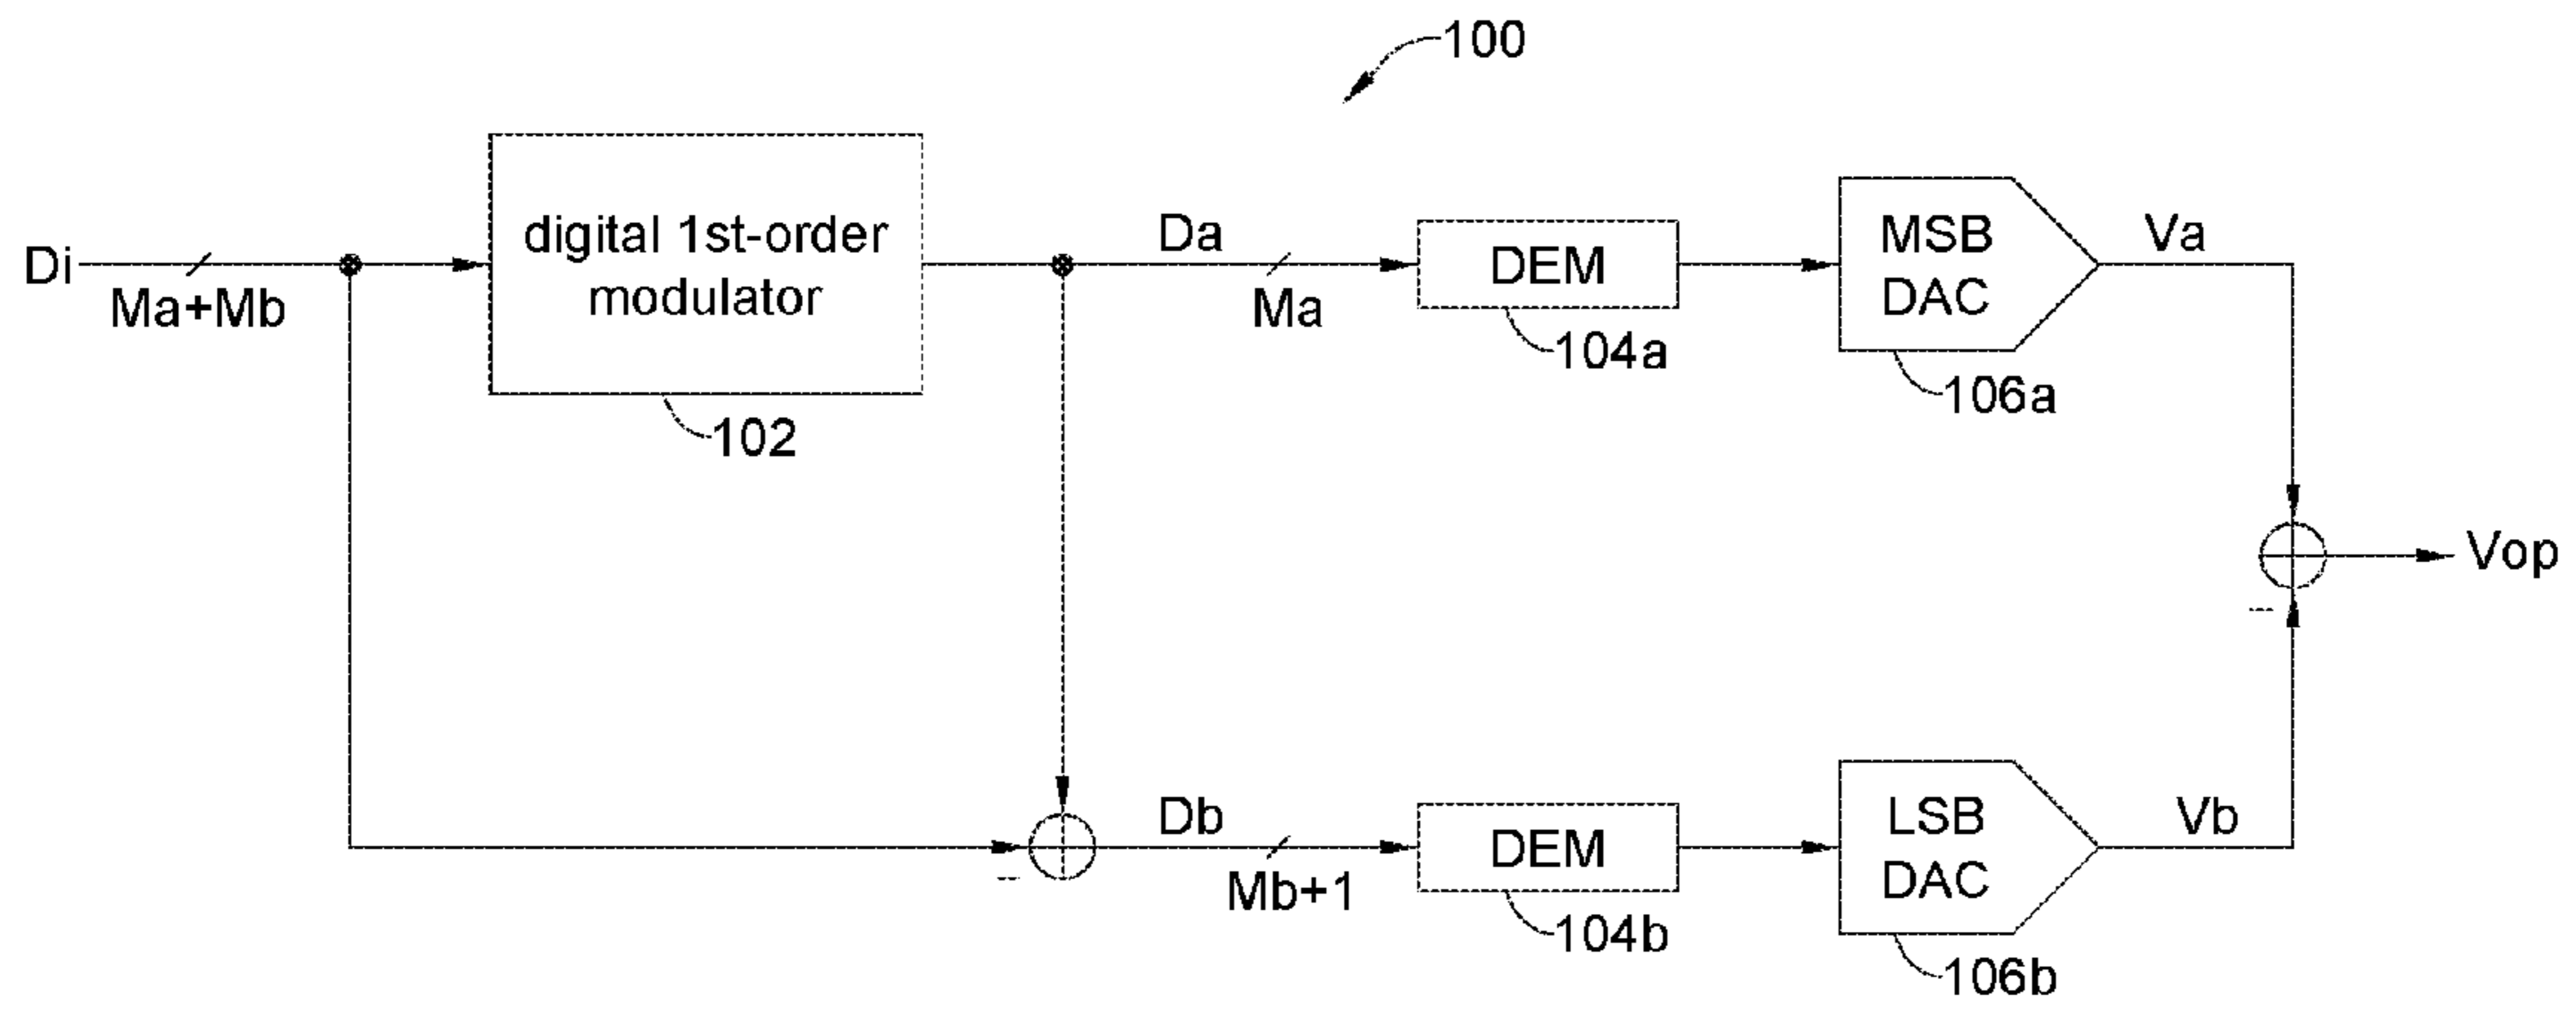 100
Di
Ma+Mb
digital 1st-order
modulator
102
Da
Ma
DEM
104a
MSB
DAC
106a
Va
Vop
–
–
Db
Mb+1
DEM
104b
LSB
DAC
106b
Vb